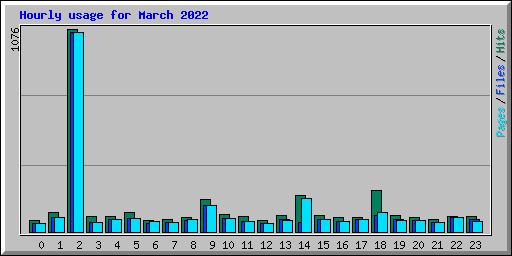 Hourly usage for March 2022
1076
Pages/Files/Hits
0 1 2 3 4 5 6 7 8 9 10 11 12 13 14 15 16 17 18 19 20 21 22 23